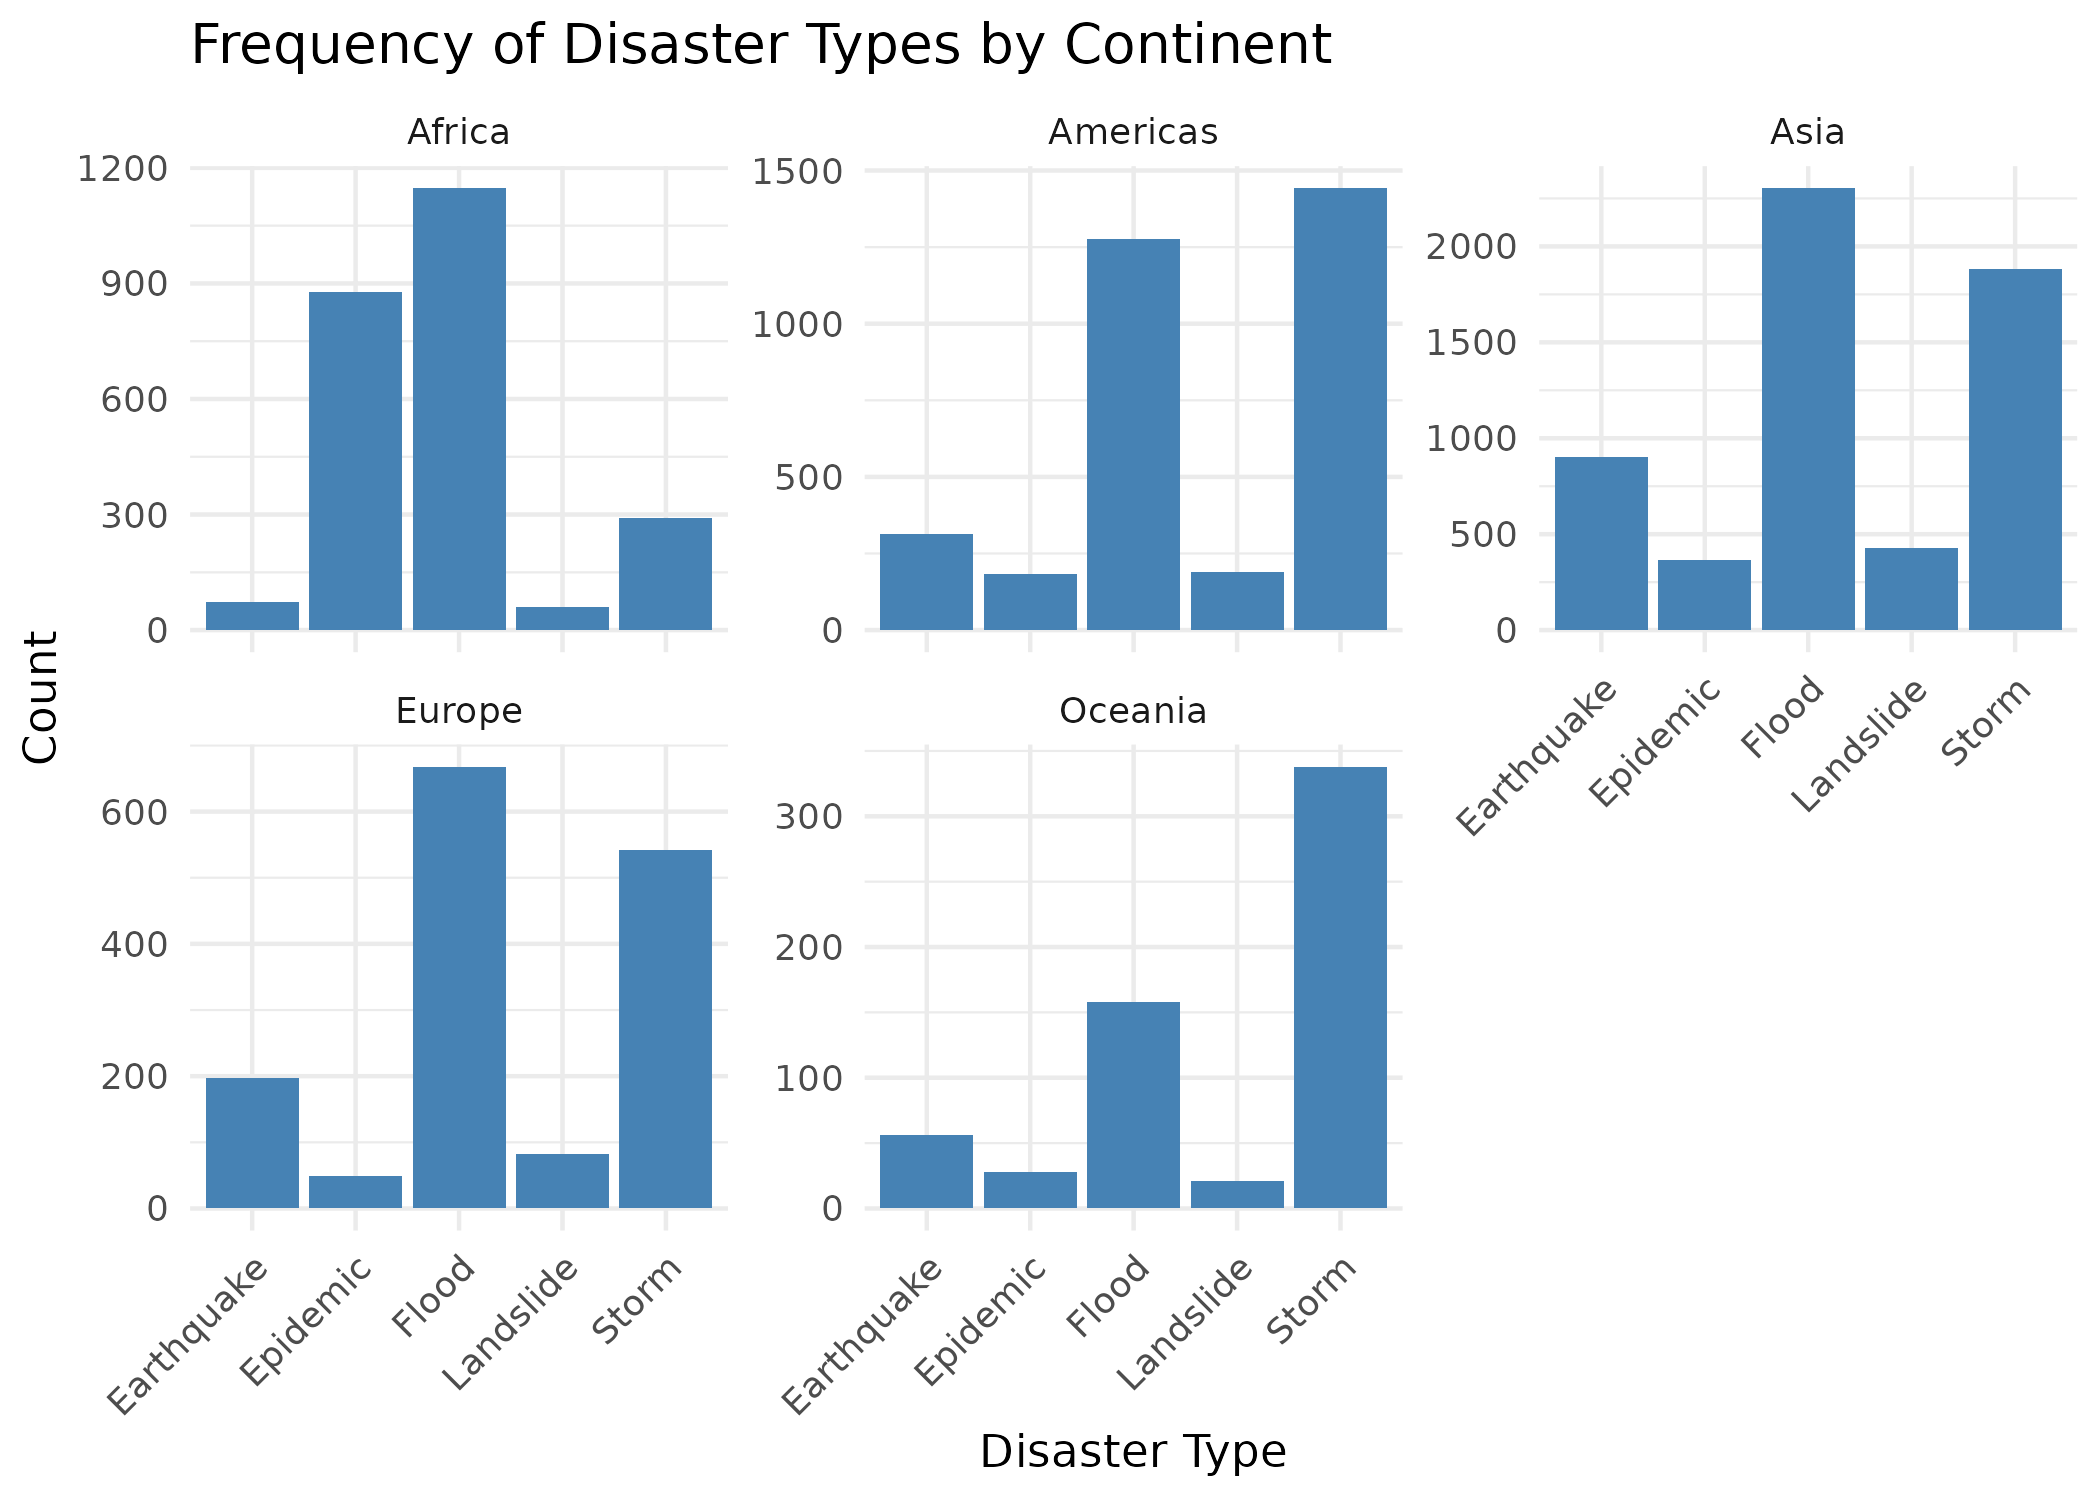 Frequency of Disaster Types by Continent
Africa
Americas
Asia
1200
900
600
300
0
1500
1000
500
0
2000
1500
1000
500
0
Earthquake
Epidemic
Flood
Landslide
Storm
Count
Europe
Oceania
600
400
200
0
300
200
100
0
Earthquake
Epidemic
Flood
Landslide
Storm
Earthquake
Epidemic
Flood
Landslide
Storm
Disaster Type